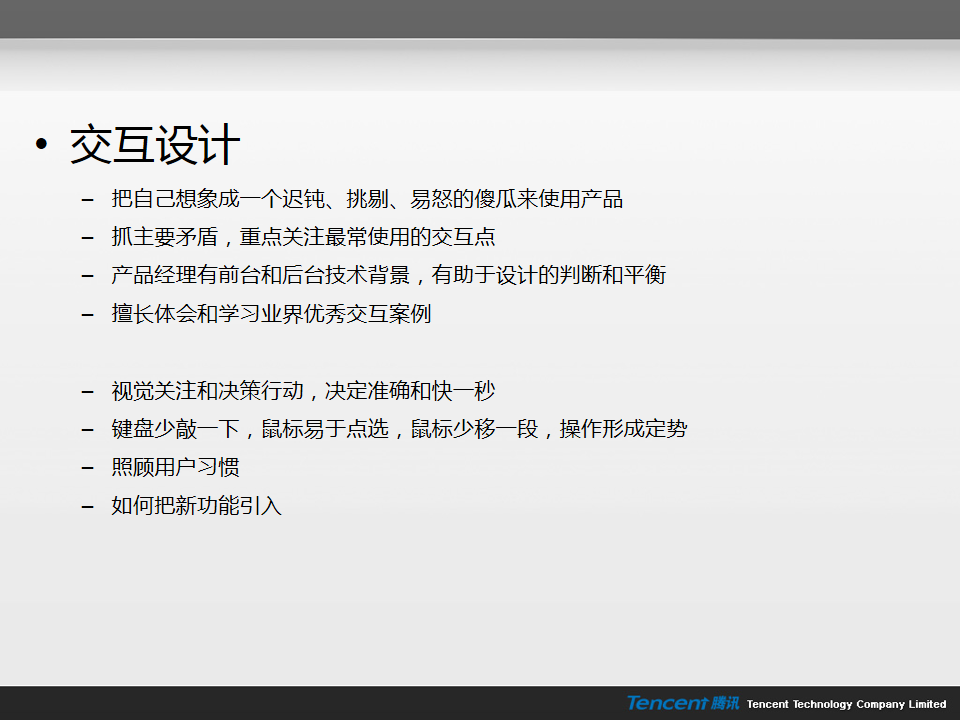 • 交互设计
– 把自己想象成一个迟钝、挑剔、易怒的傻瓜来使用产品
– 抓主要矛盾，重点关注最常使用的交互点
– 产品经理有前台和后台技术背景，有助于设计的判断和平衡
– 擅长体会和学习业界优秀交互案例
– 视觉关注和决策行动，决定准确和快一秒
– 键盘少敲一下，鼠标易于点选，鼠标少移一段，操作形成定势
– 照顾用户习惯
– 如何把新功能引入
Tencent 腾讯 Tencent Technology Company Limited